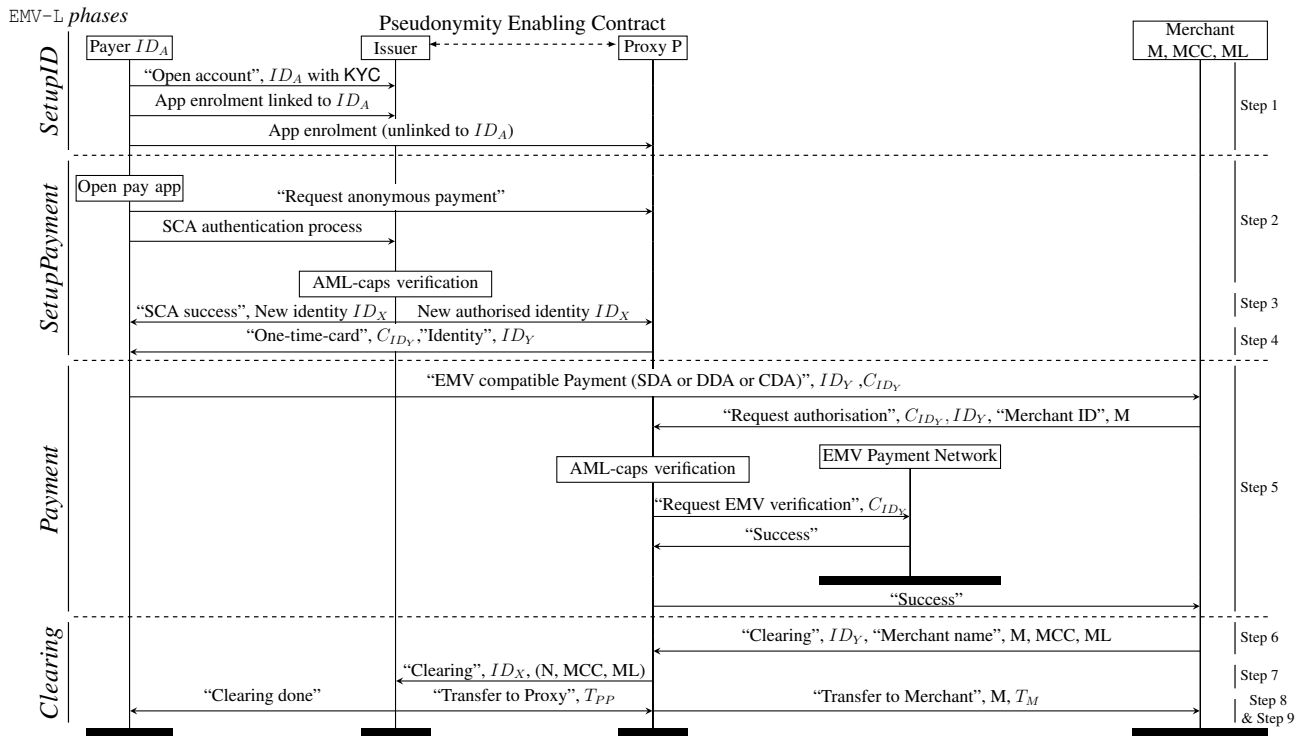 EMV-L phases
Pseudonymity Enabling Contract
Payer ID_A
Issuer
Proxy P
Merchant
M, MCC, ML
SetupID
“Open account”, ID_A with KYC
App enrolment linked to ID_A
App enrolment (unlinked to ID_A)
Step 1
SetupPayment
Open pay app
“Request anonymous payment”
SCA authentication process
Step 2
AML-caps verification
“SCA success”, New identity ID_X
New authorised identity ID_X
Step 3
“One-time-card”, C_{ID_Y},”Identity”, ID_Y
Step 4
Payment
“EMV compatible Payment (SDA or DDA or CDA)”, ID_Y ,C_{ID_Y}
“Request authorisation”, C_{ID_Y}, ID_Y, “Merchant ID”, M
AML-caps verification
EMV Payment Network
Step 5
“Request EMV verification”, C_{ID_Y}
“Success”
“Success”
Clearing
“Clearing”, ID_Y, “Merchant name”, M, MCC, ML
Step 6
“Clearing”, ID_X, (N, MCC, ML)
Step 7
“Clearing done”
“Transfer to Proxy”, T_{PP}
“Transfer to Merchant”, M, T_M
Step 8
& Step 9